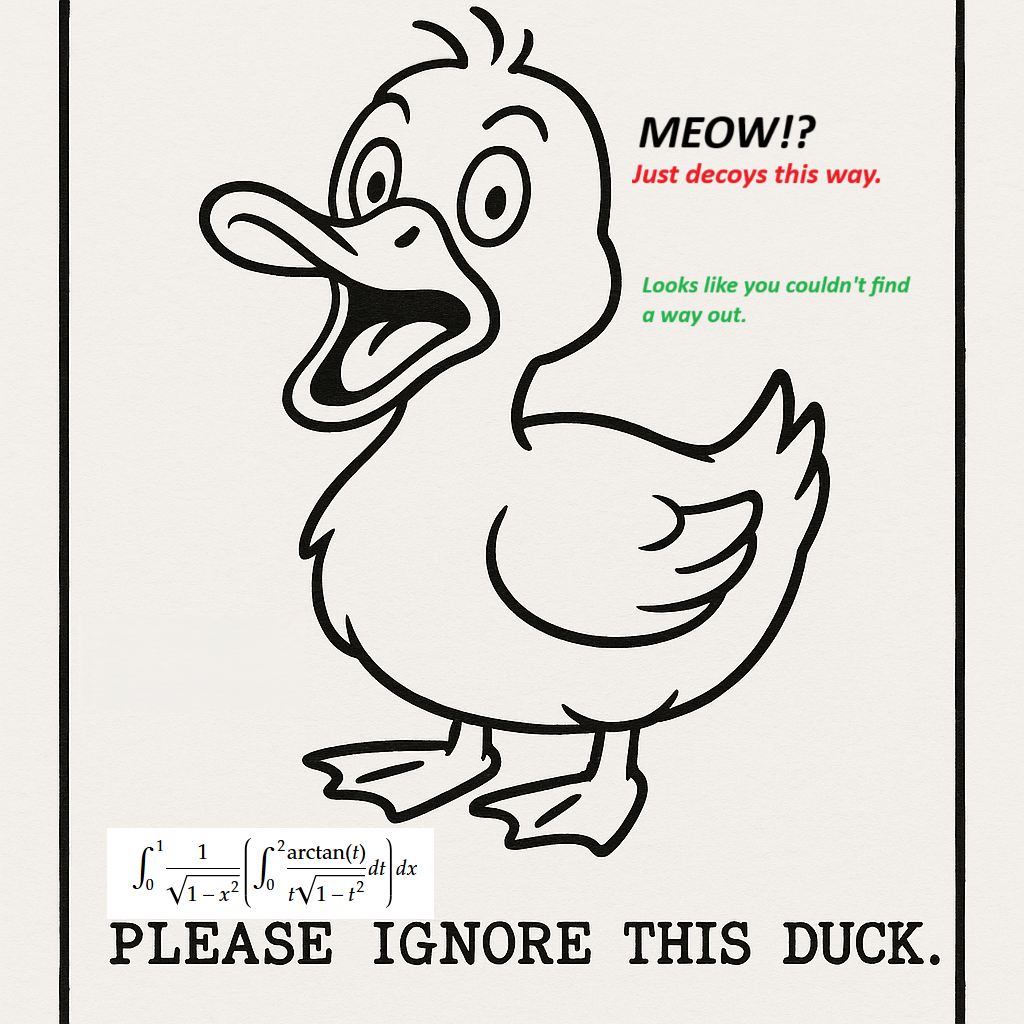 MEOW!?
Just decoys this way.
Looks like you couldn't find
a way out.
∫₀¹ 1/√(1−x²) (∫₀² arctan(t)/(t√(1−t²)) dt) dx
PLEASE IGNORE THIS DUCK.